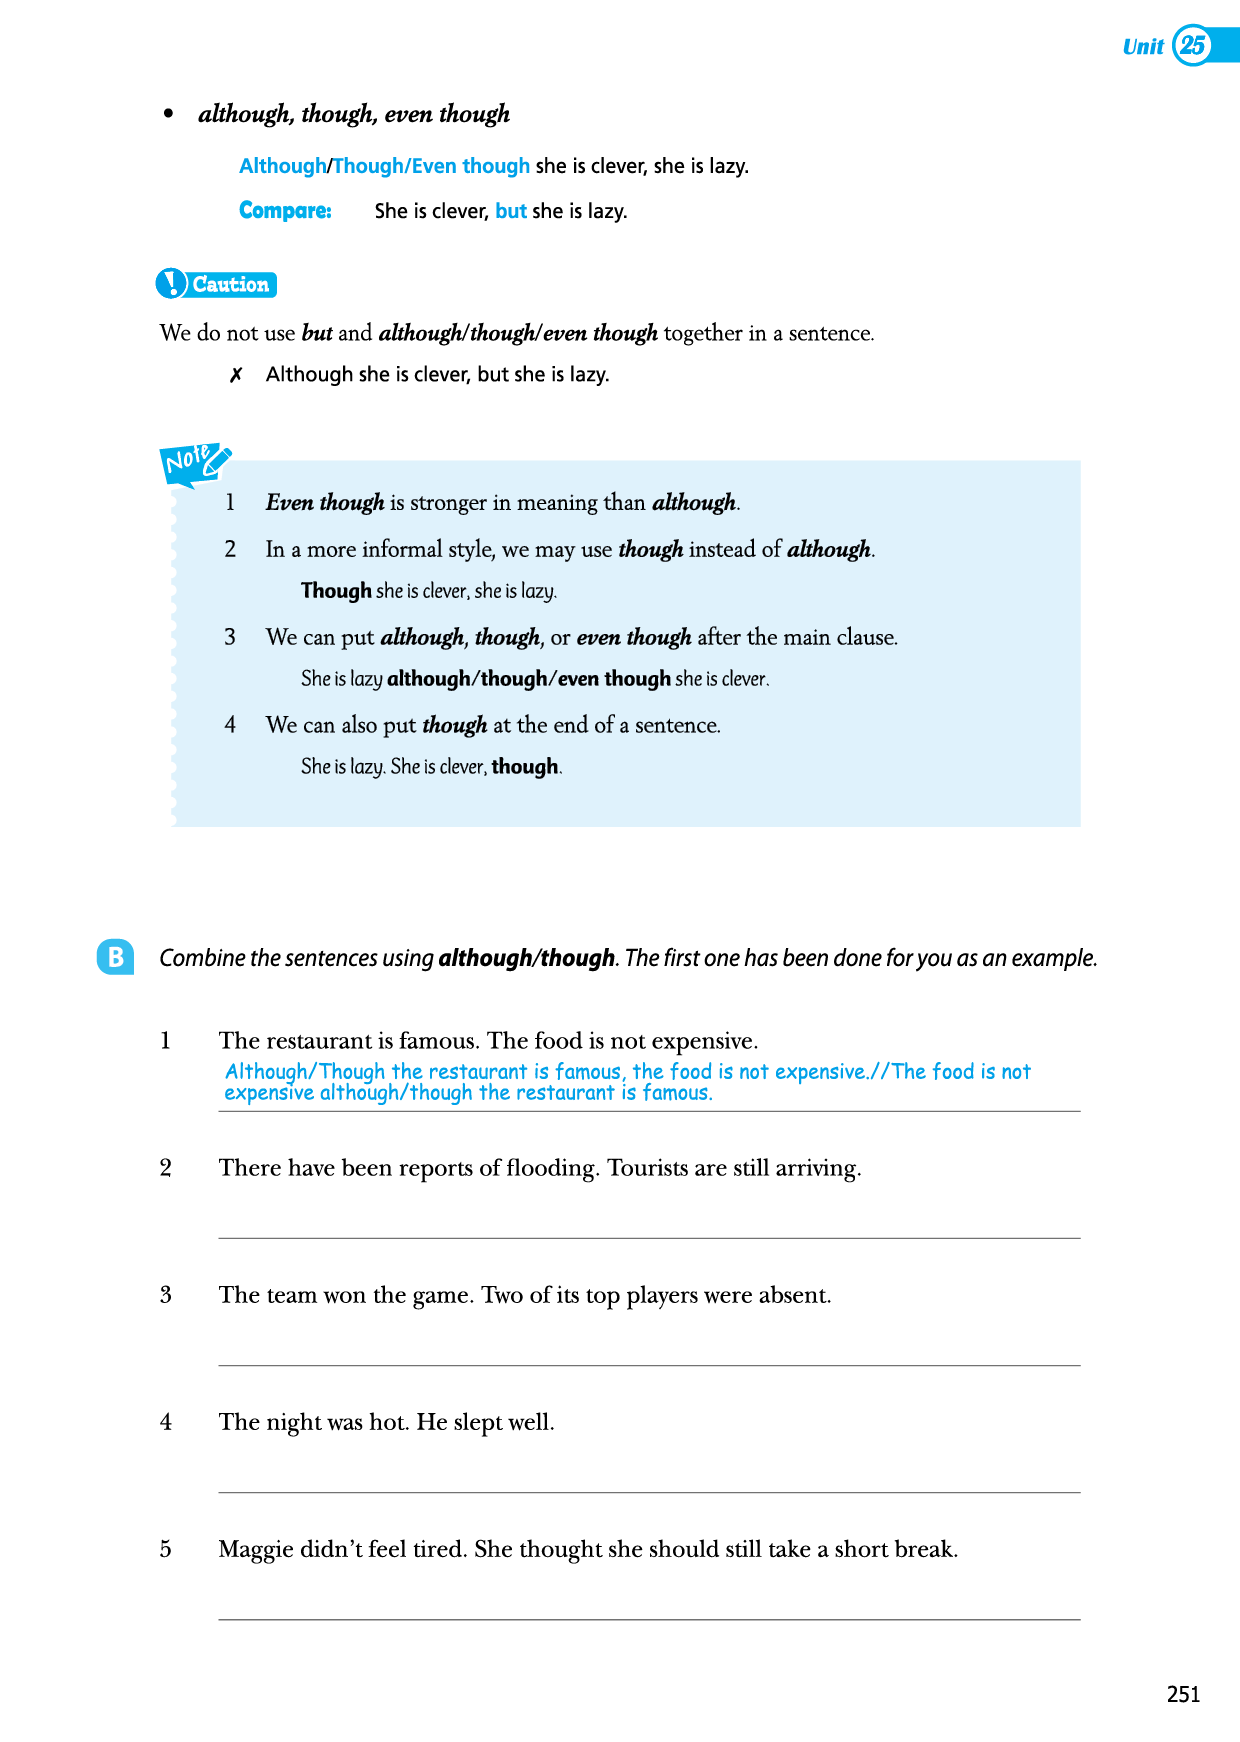 Unit 25
• although, though, even though
Although/Though/Even though she is clever, she is lazy.
Compare: She is clever, but she is lazy.
! Caution
We do not use but and although/though/even though together in a sentence.
✗ Although she is clever, but she is lazy.
Note
1 Even though is stronger in meaning than although.
2 In a more informal style, we may use though instead of although.
Though she is clever, she is lazy.
3 We can put although, though, or even though after the main clause.
She is lazy although/though/even though she is clever.
4 We can also put though at the end of a sentence.
She is lazy. She is clever, though.
B Combine the sentences using although/though. The first one has been done for you as an example.
1 The restaurant is famous. The food is not expensive.
Although/Though the restaurant is famous, the food is not expensive.//The food is not
expensive although/though the restaurant is famous.
2 There have been reports of flooding. Tourists are still arriving.
3 The team won the game. Two of its top players were absent.
4 The night was hot. He slept well.
5 Maggie didn't feel tired. She thought she should still take a short break.
251